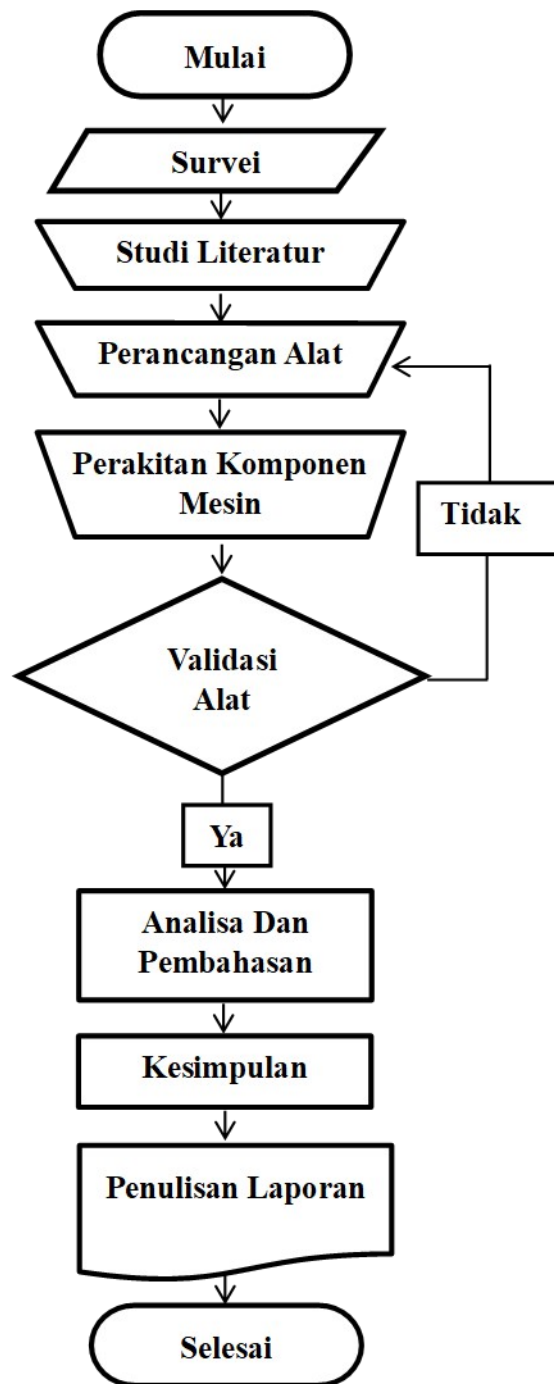 Mulai
Survei
Studi Literatur
Perancangan Alat
Perakitan Komponen
Mesin
Tidak
Validasi
Alat
Ya
Analisa Dan
Pembahasan
Kesimpulan
Penulisan Laporan
Selesai